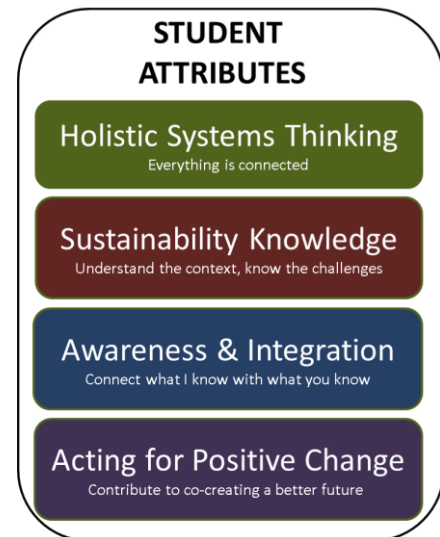 STUDENT
ATTRIBUTES
Holistic Systems Thinking
Everything is connected
Sustainability Knowledge
Understand the context, know the challenges
Awareness & Integration
Connect what I know with what you know
Acting for Positive Change
Contribute to co-creating a better future